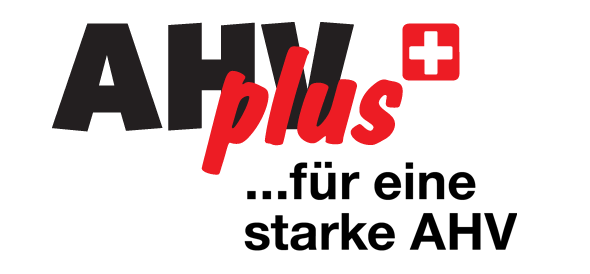 AHV
plus
...für eine
starke AHV